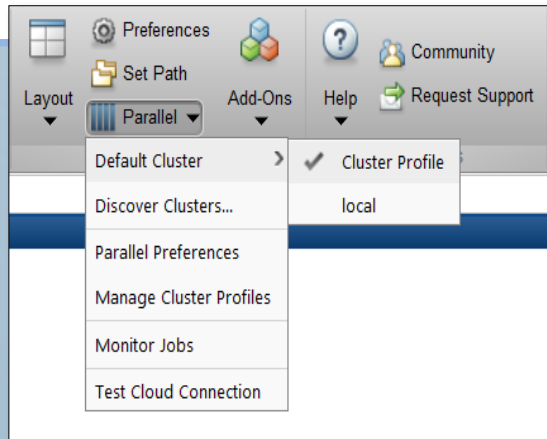 Preferences
Set Path
Parallel
Layout
Add-Ons
Help
Community
Request Support
Default Cluster
Discover Clusters...
Parallel Preferences
Manage Cluster Profiles
Monitor Jobs
Test Cloud Connection
Cluster Profile
local